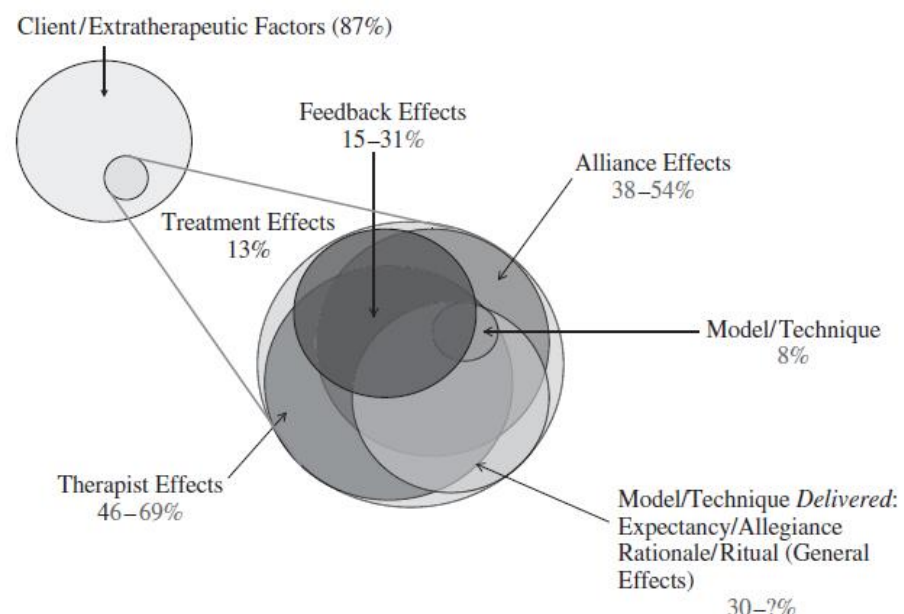 Client/Extratherapeutic Factors (87%)
Feedback Effects
15–31%
Alliance Effects
38–54%
Treatment Effects
13%
Model/Technique
8%
Therapist Effects
46–69%
Model/Technique Delivered:
Expectancy/Allegiance
Rationale/Ritual (General
Effects)
30–?%